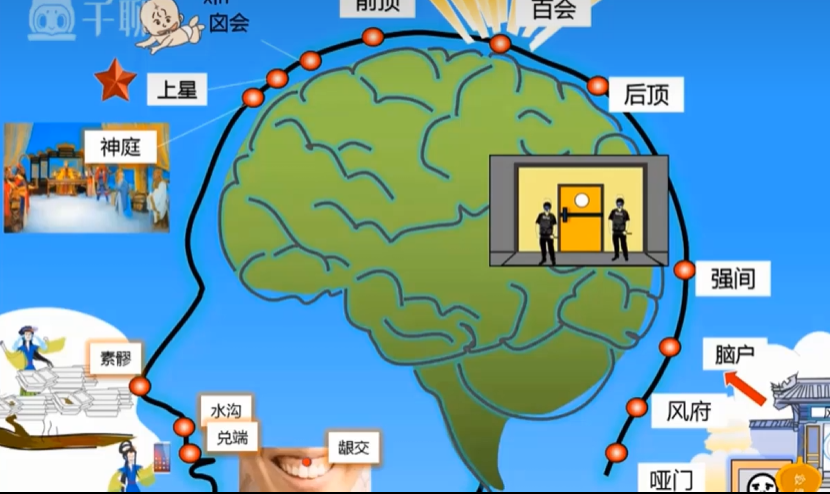 千聊
xìn
囟会
前顶
百会
上星
后顶
神庭
强间
素髎
脑户
水沟
风府
兑端
龈交
哑门